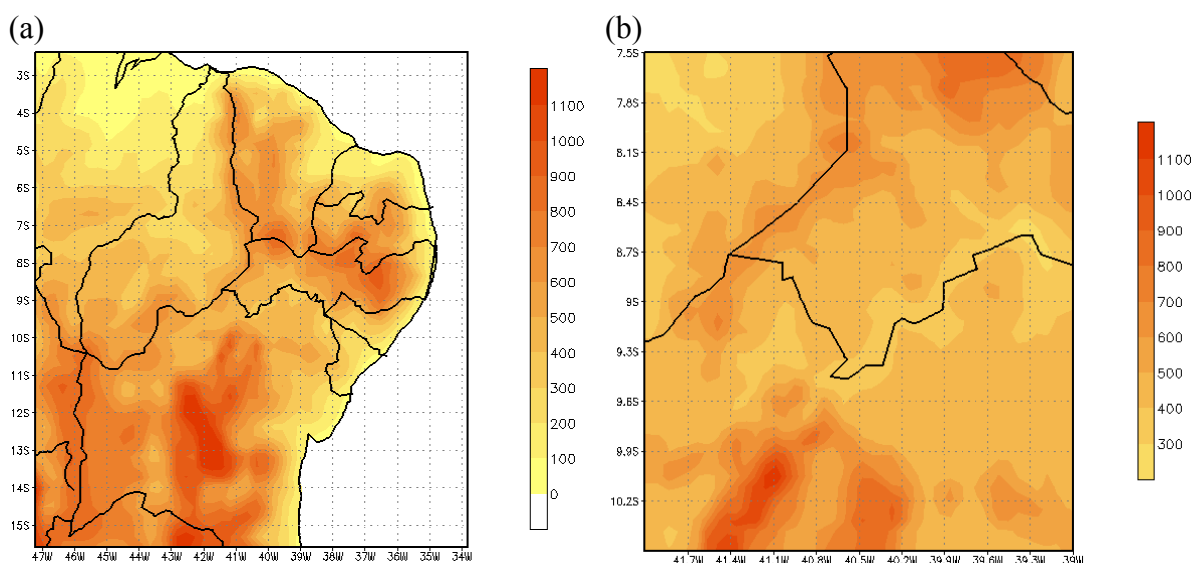 (a)
(b)
3S
4S
5S
6S
7S
8S
9S
10S
11S
12S
13S
14S
15S
47W 46W 45W 44W 43W 42W 41W 40W 39W 38W 37W 36W 35W 34W
1100
1000
900
800
700
600
500
400
300
200
100
0
7.5S
7.8S
8.1S
8.4S
8.7S
9S
9.3S
9.6S
9.9S
10.2S
41.7W 41.4W 41.1W 40.8W 40.5W 40.2W 39.9W 39.6W 39.3W 39W
1100
1000
900
800
700
600
500
400
300